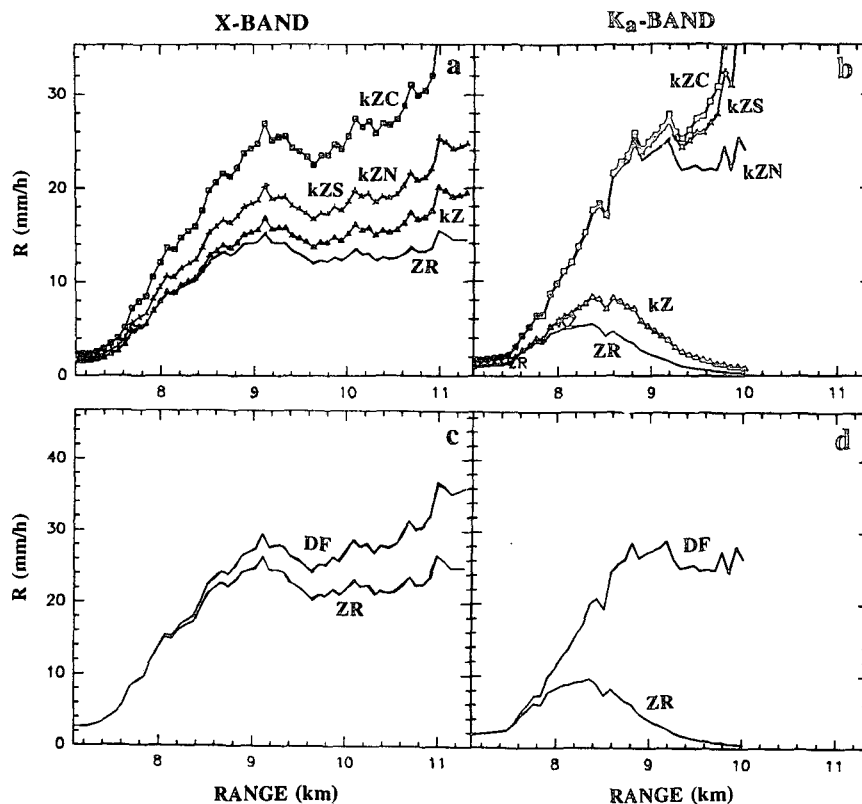 X-BAND
Ka-BAND
a
30
20
10
0
R (mm/h)
8
9
10
11
kZC
kZN
kZS
kZ
ZR
b
8
9
10
11
kZC
kZS
kZN
kZ
ZR
ZR
c
40
30
20
10
0
R (mm/h)
8
9
10
11
RANGE (km)
DF
ZR
d
8
9
10
11
RANGE (km)
DF
ZR